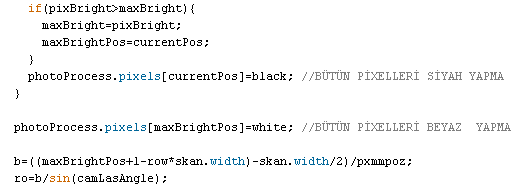 if(pixBright>maxBright){
maxBright=pixBright;
maxBrightPos=currentPos;
}
photoProcess.pixels[currentPos]=black; //BÜTÜN PİXELLERİ SİYAH YAPMA
}
photoProcess.pixels[maxBrightPos]=white; //BÜTÜN PİXELLERİ BEYAZ YAPMA
b=((maxBrightPos+1-row*skan.width)-skan.width/2)/pxmmpoz;
ro=b/sin(camLasAngle);